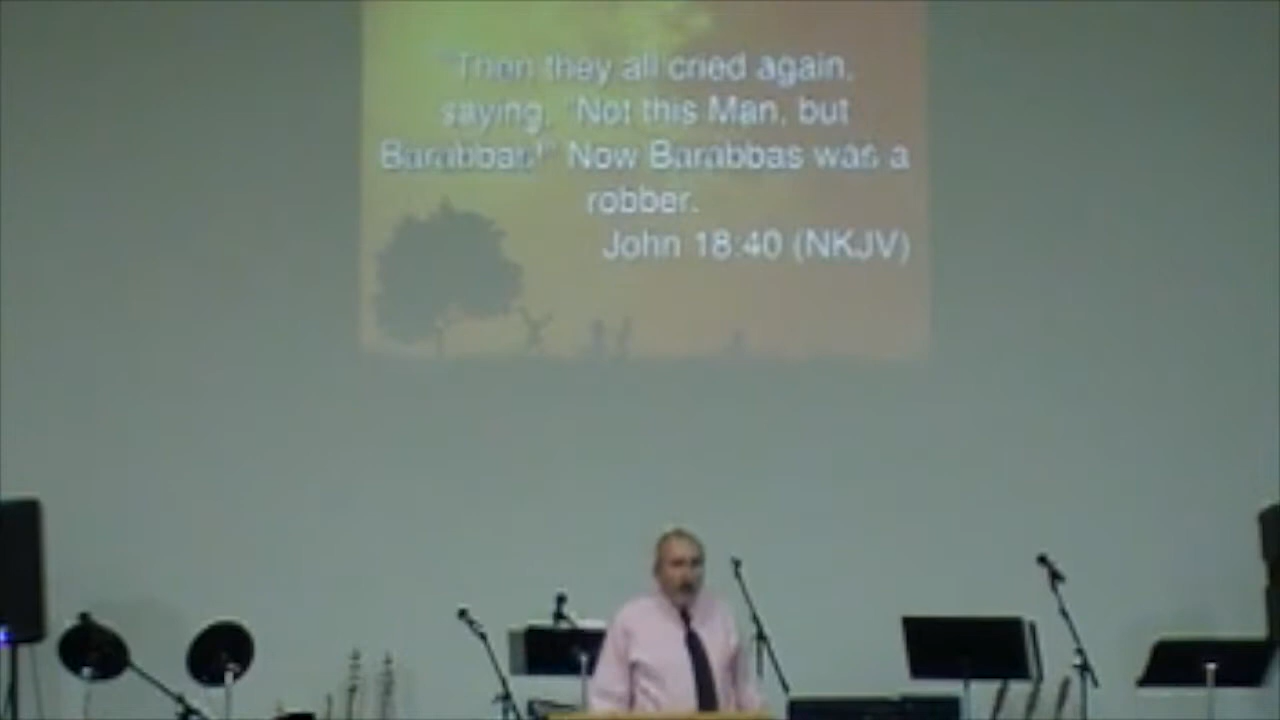 "Then they all cried again,
saying, "Not this Man, but
Barabbas!" Now Barabbas was a
robber.
John 18:40 (NKJV)